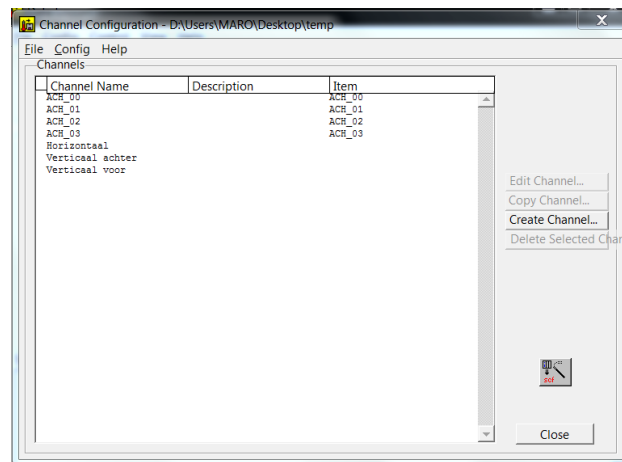 Channel Configuration - D:\Users\MARO\Desktop\temp
X
File Config Help
Channels
Channel Name Description Item
ACH_00 ACH_00
ACH_01 ACH_01
ACH_02 ACH_02
ACH_03 ACH_03
Horizontaal
Verticaal achter
Verticaal voor
Edit Channel...
Copy Channel...
Create Channel...
Delete Selected Char
scf
Close